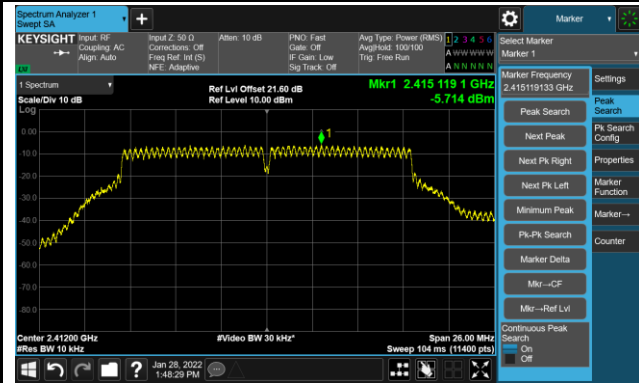 Spectrum Analyzer 1
Swept SA
+
Marker
KEYSIGHT
Input: RF
Coupling: AC
Align: Auto
Input Z: 50 Ω
Corrections: Off
Freq Ref: Int (S)
NFE: Adaptive
Atten: 10 dB
PNO: Fast
Gate: Off
IF Gain: Low
Sig Track: Off
Avg Type: Power (RMS)
Avg|Hold: 100/100
Trig: Free Run
1 2 3 4 5 6
A W W W W W
A N N N N N
Select Marker
Marker 1
1 Spectrum
Scale/Div 10 dB
Log
Ref Lvl Offset 21.60 dB
Ref Level 10.00 dBm
Mkr1 2.415 119 1 GHz
-5.714 dBm
1
0.00
-10.0
-20.0
-30.0
-40.0
-50.0
-60.0
-70.0
-80.0
Center 2.41200 GHz
#Res BW 10 kHz
#Video BW 30 kHz*
Span 26.00 MHz
Sweep 104 ms (11400 pts)
Marker Frequency
2.415119133 GHz
Peak Search
Next Peak
Next Pk Right
Next Pk Left
Minimum Peak
Pk-Pk Search
Marker Delta
Mkr→CF
Mkr→Ref Lvl
Continuous Peak
Search
On
Off
Settings
Peak
Search
Pk Search
Config
Properties
Marker
Function
Marker→
Counter
?
Jan 28, 2022
1:48:29 PM